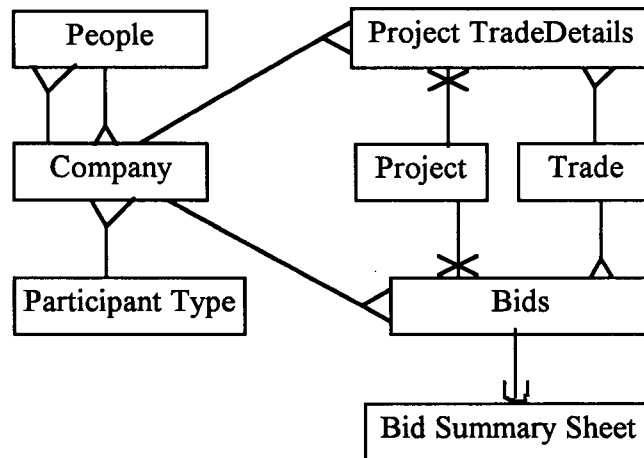 People
Project TradeDetails
Company
Project
Trade
Participant Type
Bids
Bid Summary Sheet